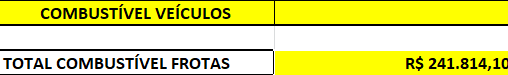 COMBUSTÍVEL VEÍCULOS
TOTAL COMBUSTÍVEL FROTAS R$ 241.814,10